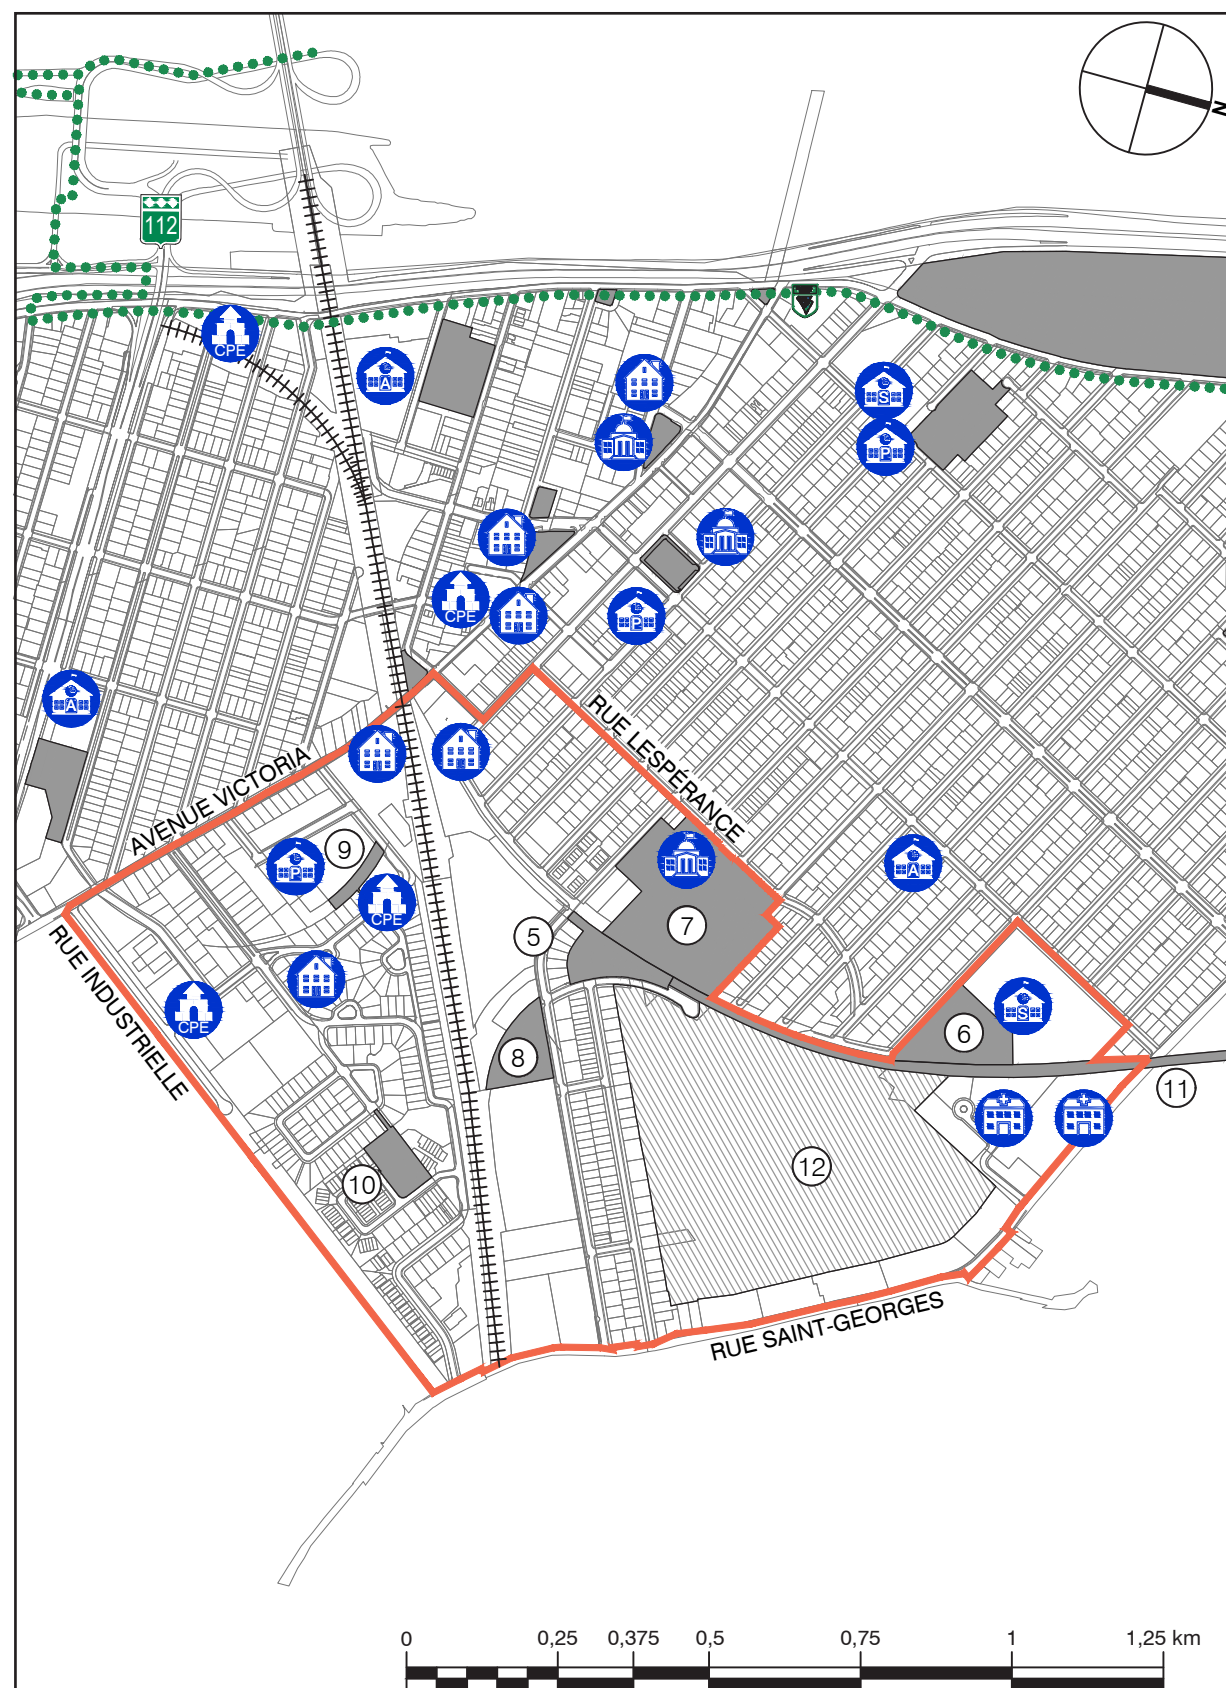 N
112
CPE
A
S
P
CPE
P
A
AVENUE VICTORIA
RUE LESPÉRANCE
9
P
CPE
A
7
5
RUE INDUSTRIELLE
CPE
S
6
8
11
12
10
RUE SAINT-GEORGES
0 0,25 0,375 0,5 0,75 1 1,25 km